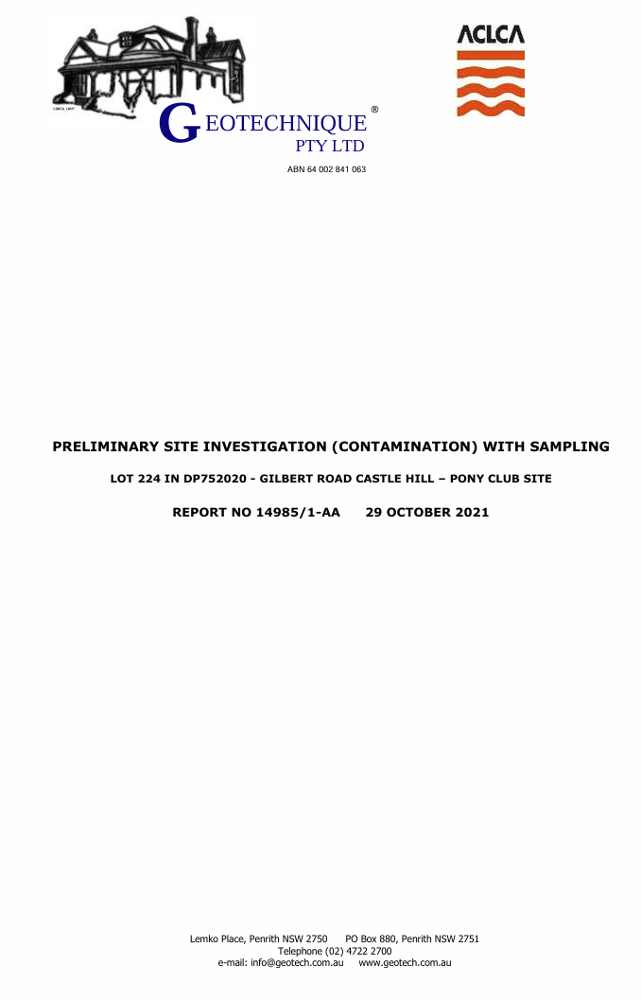 ACLCA
CIRCA 1907
GEOTECHNIQUE ®
PTY LTD
ABN 64 002 841 063
PRELIMINARY SITE INVESTIGATION (CONTAMINATION) WITH SAMPLING
LOT 224 IN DP752020 - GILBERT ROAD CASTLE HILL – PONY CLUB SITE
REPORT NO 14985/1-AA 29 OCTOBER 2021
Lemko Place, Penrith NSW 2750 PO Box 880, Penrith NSW 2751
Telephone (02) 4722 2700
e-mail: info@geotech.com.au www.geotech.com.au